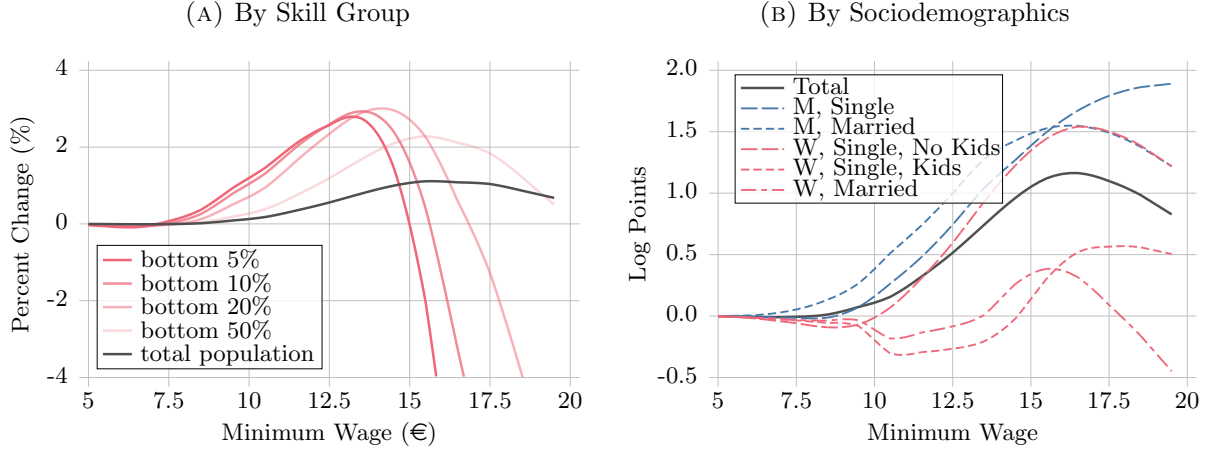 (A) By Skill Group
Percent Change (%)
4
2
0
-2
-4
bottom 5%
bottom 10%
bottom 20%
bottom 50%
total population
5
7.5
10
12.5
15
17.5
20
Minimum Wage (€)
(B) By Sociodemographics
Log Points
2.0
1.5
1.0
0.5
0.0
-0.5
Total
M, Single
M, Married
W, Single, No Kids
W, Single, Kids
W, Married
5
7.5
10
12.5
15
17.5
20
Minimum Wage